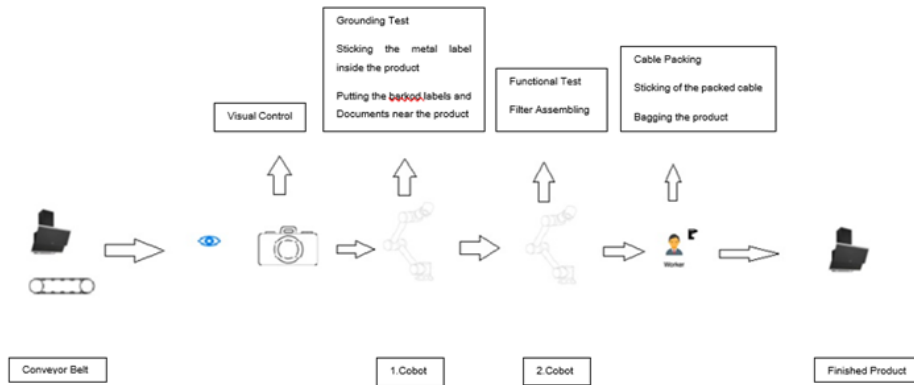 Grounding Test
Sticking the metal label
inside the product
Putting the barkod labels and
Documents near the product
Visual Control
Functional Test
Filter Assembling
Cable Packing
Sticking of the packed cable
Bagging the product
Worker
Conveyor Belt
1.Cobot
2.Cobot
Finished Product